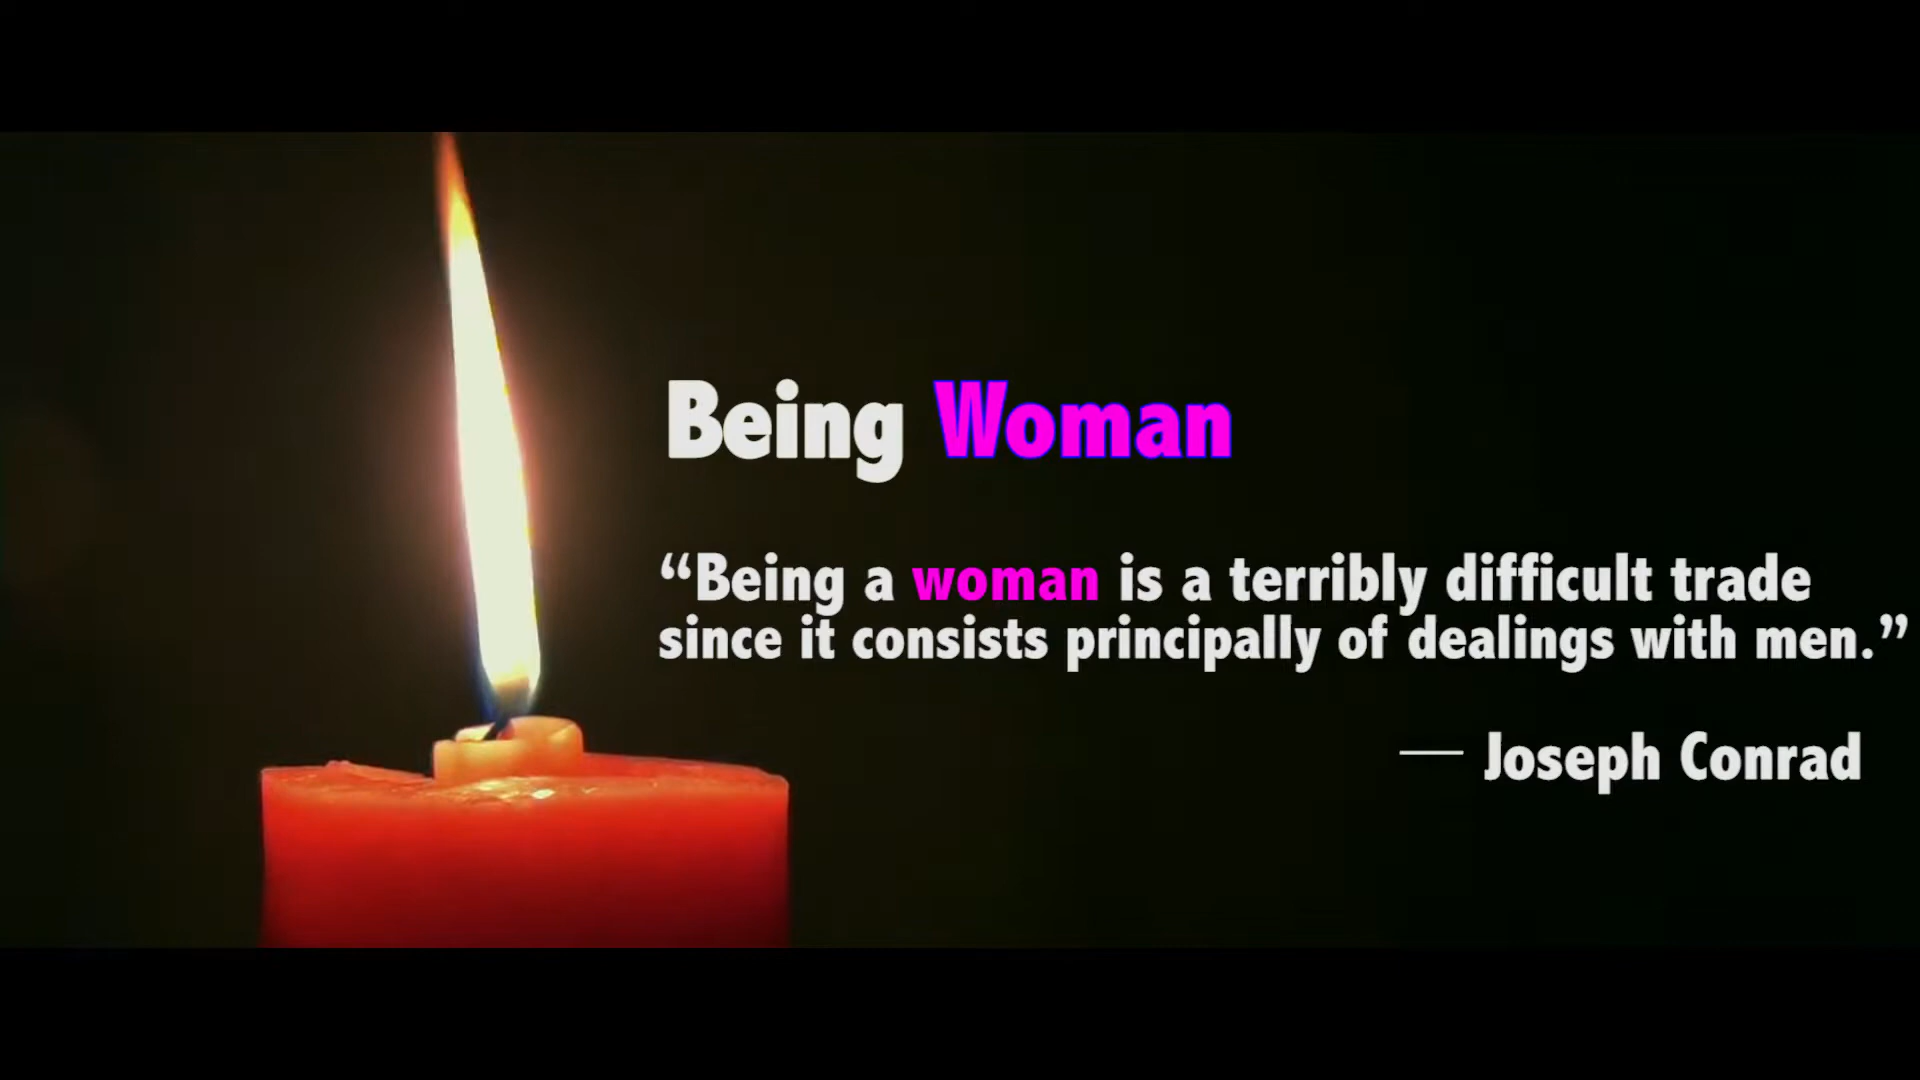 Being Woman
“Being a woman is a terribly difficult trade
since it consists principally of dealings with men.”
— Joseph Conrad